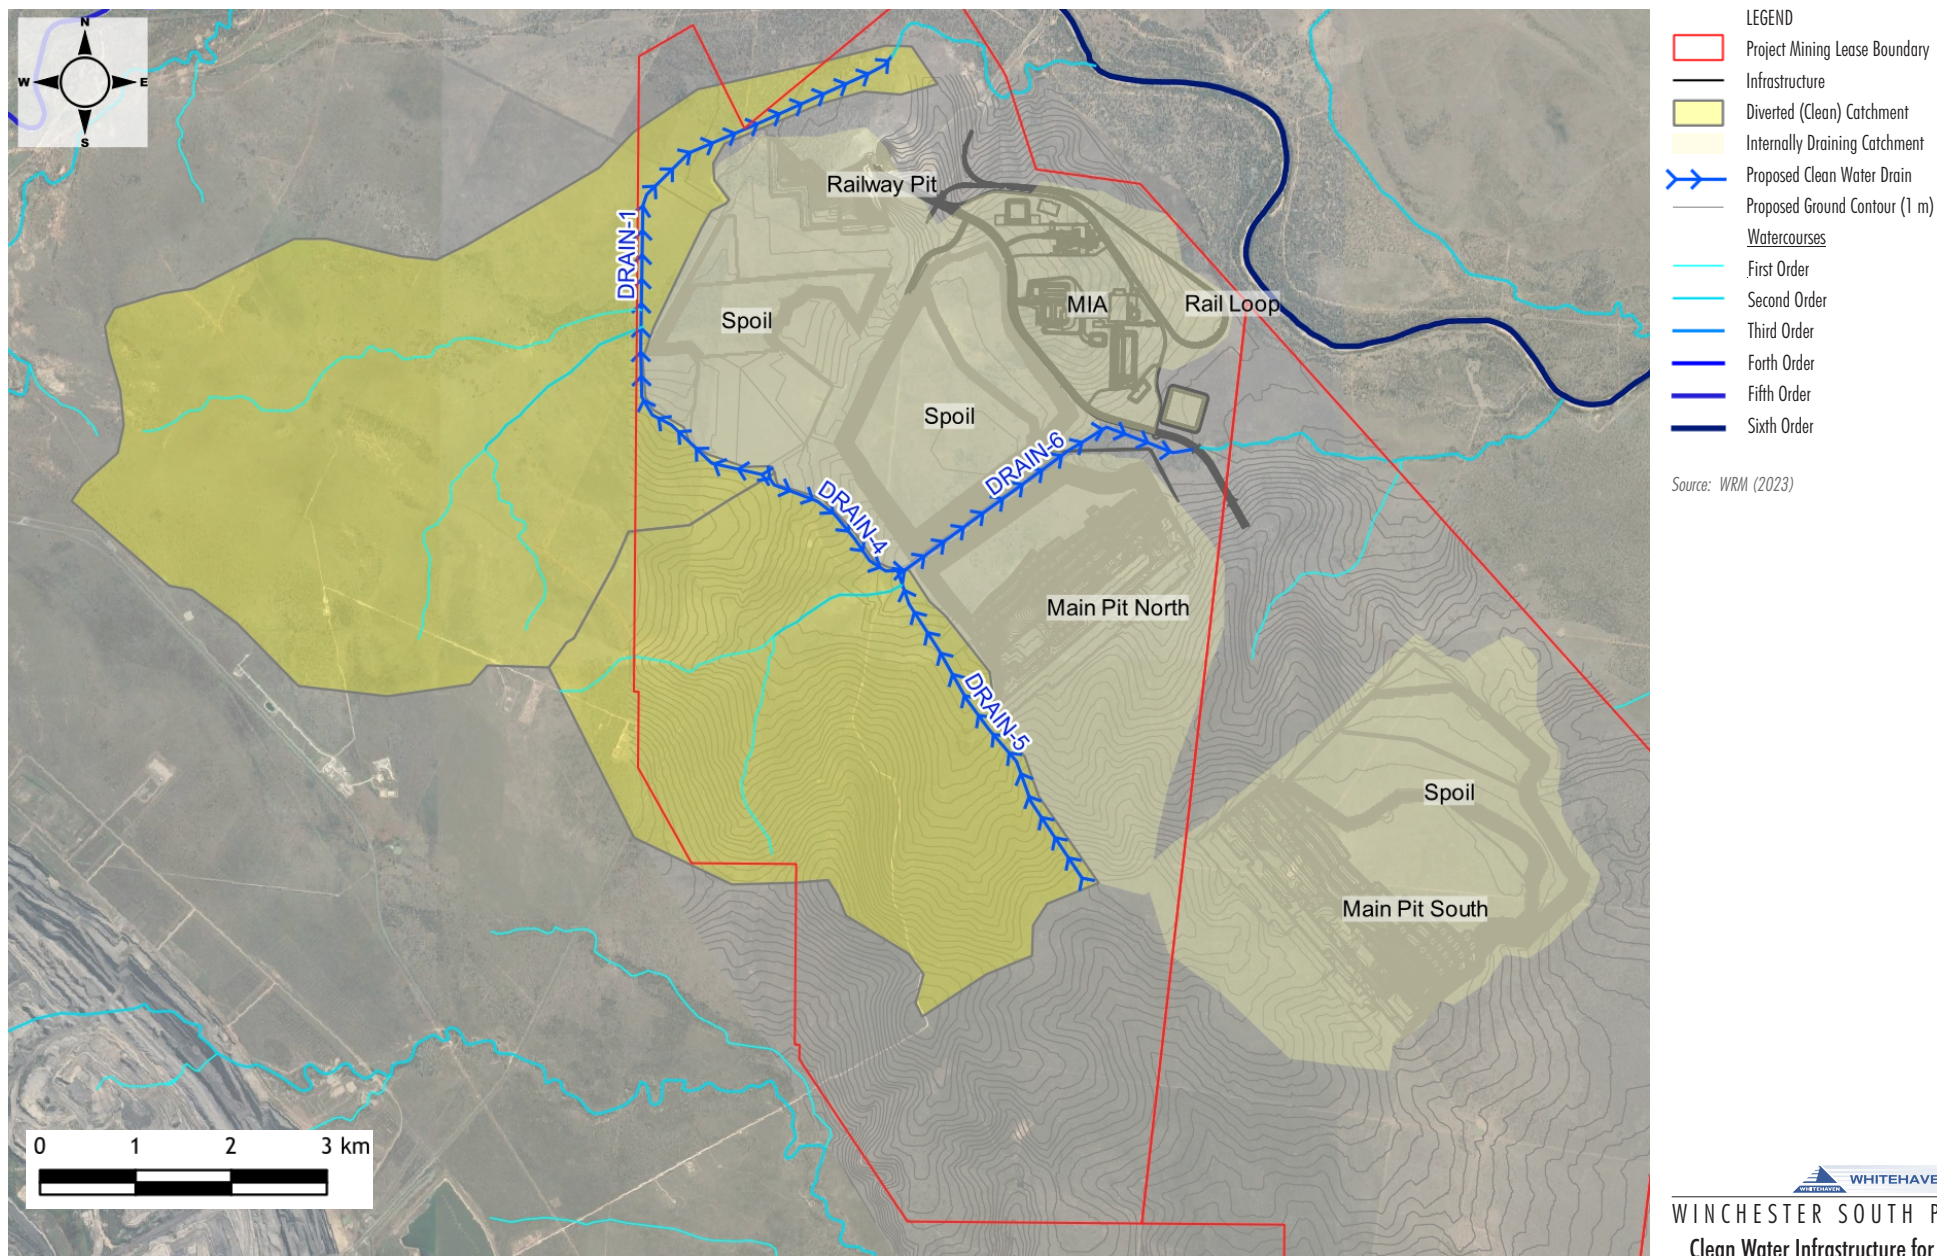 N
W E
S
DRAIN-1
Railway Pit
Spoil
MIA
Rail Loop
Spoil
DRAIN-6
DRAIN-4
Main Pit North
DRAIN-5
Spoil
Main Pit South
0 1 2 3 km
LEGEND
Project Mining Lease Boundary
Infrastructure
Diverted (Clean) Catchment
Internally Draining Catchment
Proposed Clean Water Drain
Proposed Ground Contour (1 m)
Watercourses
First Order
Second Order
Third Order
Forth Order
Fifth Order
Sixth Order
Source: WRM (2023)
WHITEHAVEN
WHITEHAVE
WINCHESTER SOUTH P
Clean Water Infrastructure for